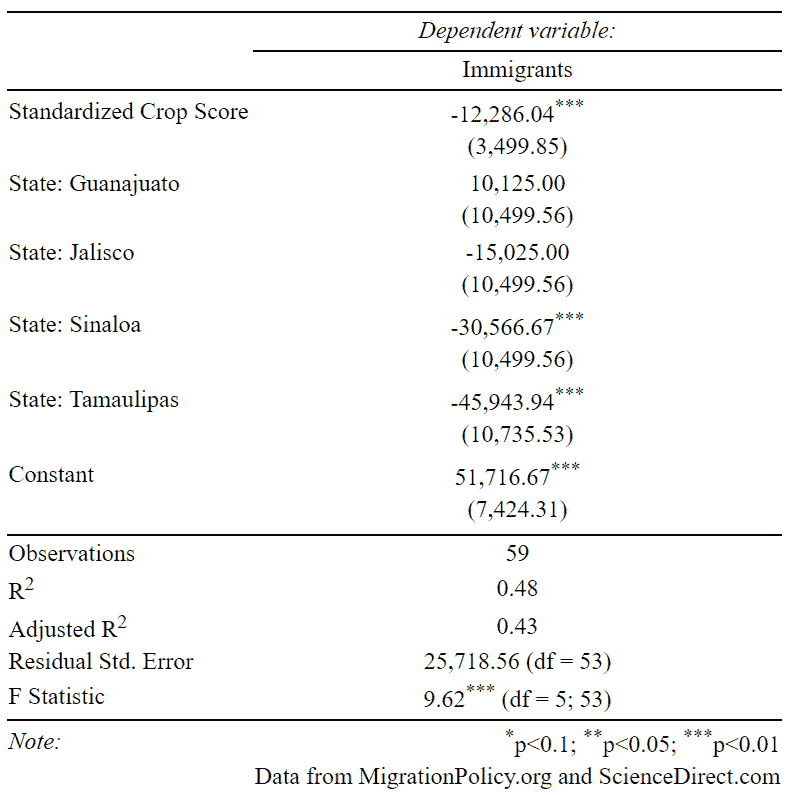 Dependent variable:
Immigrants
Standardized Crop Score -12,286.04***
(3,499.85)
State: Guanajuato 10,125.00
(10,499.56)
State: Jalisco -15,025.00
(10,499.56)
State: Sinaloa -30,566.67***
(10,499.56)
State: Tamaulipas -45,943.94***
(10,735.53)
Constant 51,716.67***
(7,424.31)
Observations 59
R2 0.48
Adjusted R2 0.43
Residual Std. Error 25,718.56 (df = 53)
F Statistic 9.62*** (df = 5; 53)
Note: *p<0.1; **p<0.05; ***p<0.01
Data from MigrationPolicy.org and ScienceDirect.com